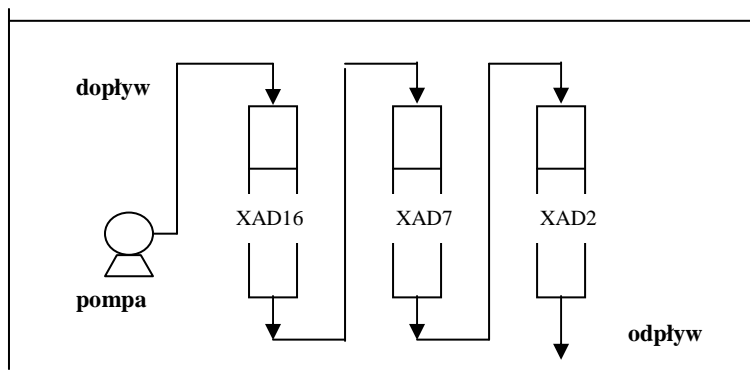 dopływ
XAD16
XAD7
XAD2
pompa
odpływ